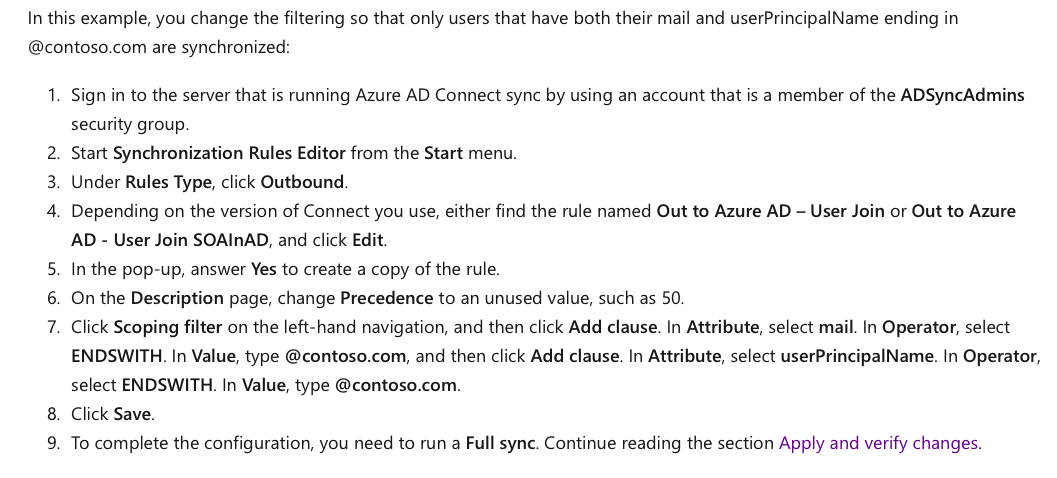 In this example, you change the filtering so that only users that have both their mail and userPrincipalName ending in
@contoso.com are synchronized:
1. Sign in to the server that is running Azure AD Connect sync by using an account that is a member of the ADSyncAdmins
security group.
2. Start Synchronization Rules Editor from the Start menu.
3. Under Rules Type, click Outbound.
4. Depending on the version of Connect you use, either find the rule named Out to Azure AD – User Join or Out to Azure
AD - User Join SOAInAD, and click Edit.
5. In the pop-up, answer Yes to create a copy of the rule.
6. On the Description page, change Precedence to an unused value, such as 50.
7. Click Scoping filter on the left-hand navigation, and then click Add clause. In Attribute, select mail. In Operator, select
ENDSWITH. In Value, type @contoso.com, and then click Add clause. In Attribute, select userPrincipalName. In Operator,
select ENDSWITH. In Value, type @contoso.com.
8. Click Save.
9. To complete the configuration, you need to run a Full sync. Continue reading the section Apply and verify changes.